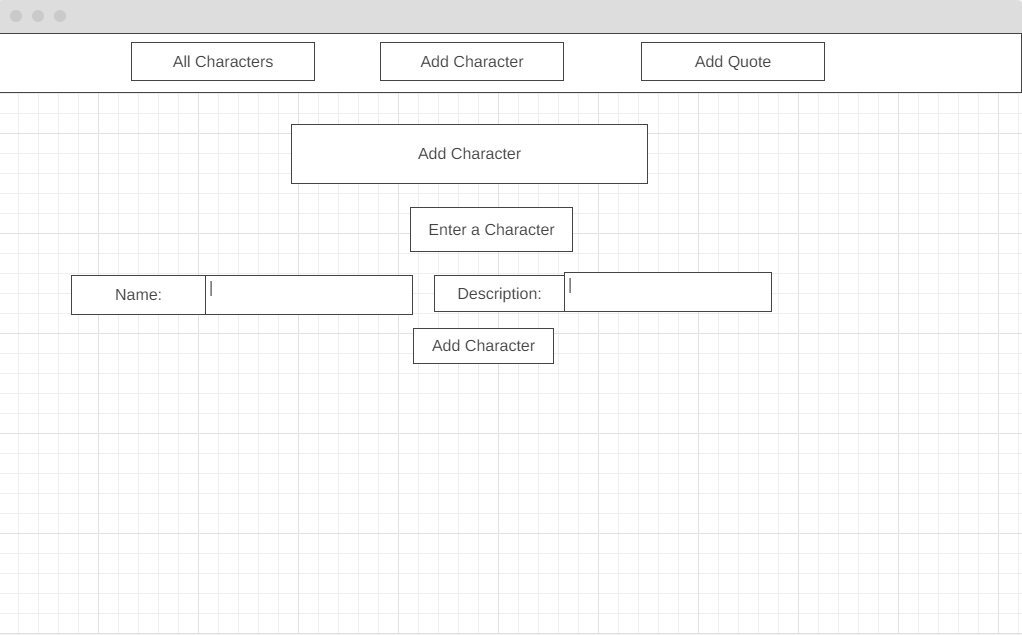 All Characters
Add Character
Add Quote
Add Character
Enter a Character
Name:
Description:
Add Character